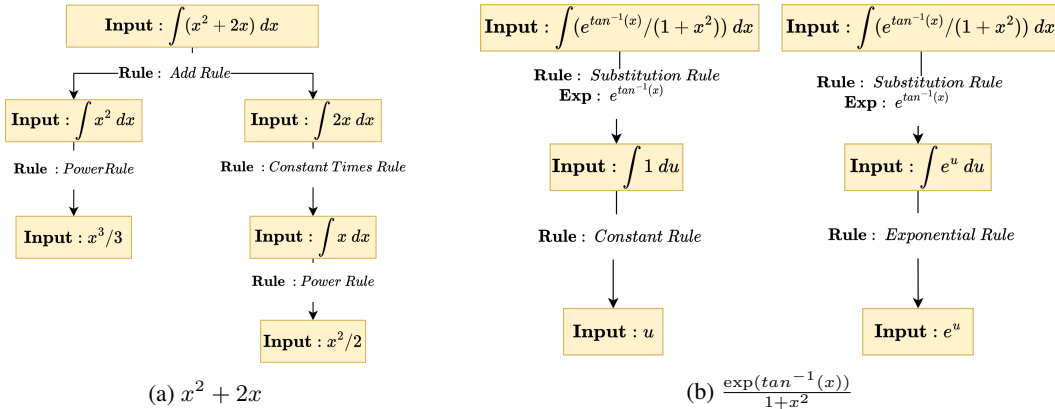 Input : ∫(x² + 2x) dx
Rule : Add Rule
Input : ∫ x² dx
Input : ∫ 2x dx
Rule : PowerRule
Rule : Constant Times Rule
Input : x³/3
Input : ∫ x dx
Rule : Power Rule
Input : x²/2
(a) x² + 2x
Input : ∫(e^{tan⁻¹(x)}/(1 + x²)) dx
Rule : Substitution Rule
Exp : e^{tan⁻¹(x)}
Input : ∫ 1 du
Rule : Constant Rule
Input : u
Input : ∫(e^{tan⁻¹(x)}/(1 + x²)) dx
Rule : Substitution Rule
Exp : e^{tan⁻¹(x)}
Input : ∫ e^u du
Rule : Exponential Rule
Input : e^u
(b) exp(tan⁻¹(x))/1+x²